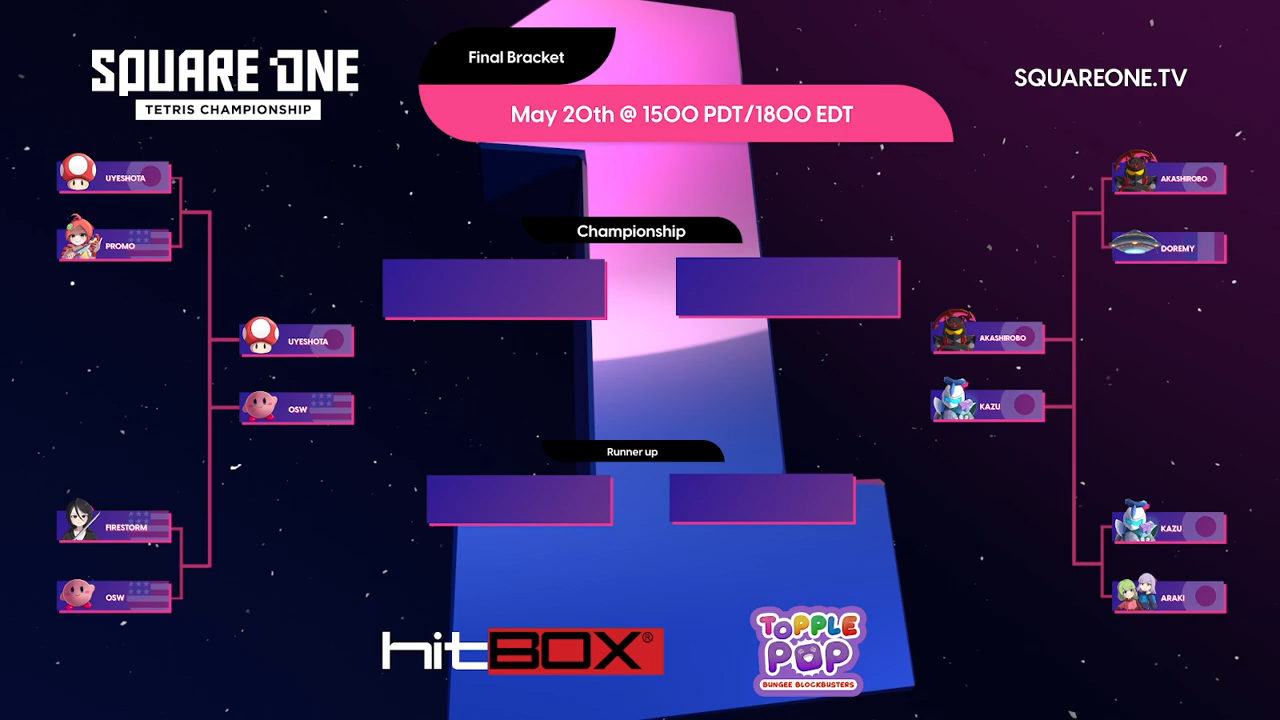 SQUARE ONE
TETRIS CHAMPIONSHIP
Final Bracket
May 20th @ 1500 PDT/1800 EDT
SQUAREONE.TV
UYESHOTA
PROMO
UYESHOTA
OSW
FIRESTORM
OSW
Championship
Runner up
AKASHIROBO
DOREMY
AKASHIROBO
KAZU
KAZU
ARAKI
hitBOX®
TOPPLE
POP
BUNGEE BLOCKBUSTERS